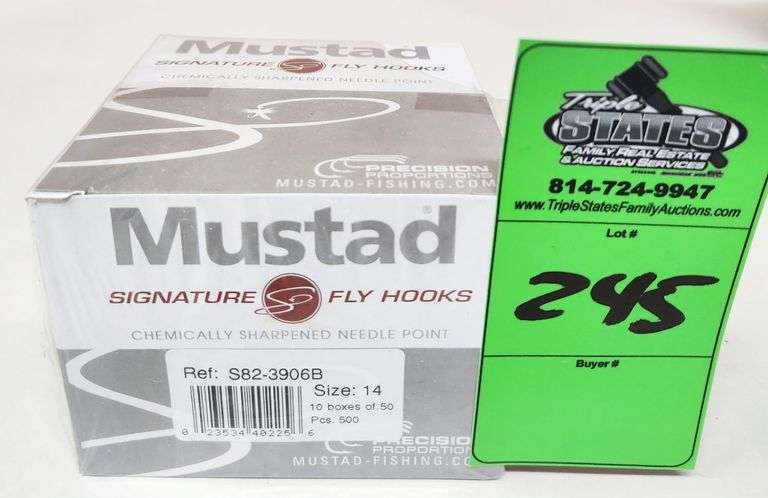 Mustad
SIGNATURE FLY HOOKS
CHEMICALLY SHARPENED NEEDLE POINT
PRECISION
PROPORTIONS
MUSTAD-FISHING.COM
Mustad®
SIGNATURE FLY HOOKS
CHEMICALLY SHARPENED NEEDLE POINT
Ref: S82-3906B
Size: 14
10 boxes of 50
Pcs. 500
0 23534 40225 6
PRECISION
PROPORTIONS
MUSTAD-FISHING.CO
Triple
STATES
FAMILY REAL ESTATE
& AUCTION SERVICES
814-724-9947
www.TripleStatesFamilyAuctions.com
Lot #
245
Buyer #